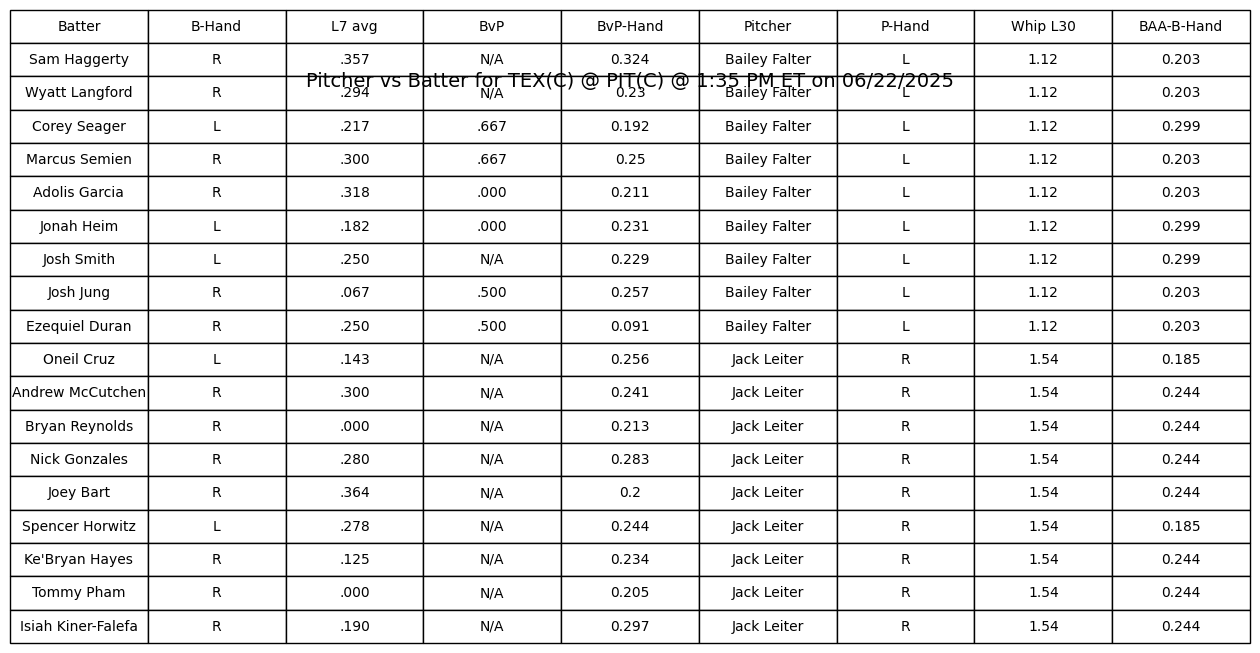 Batter B-Hand L7 avg BvP BvP-Hand Pitcher P-Hand Whip L30 BAA-B-Hand
Sam Haggerty R .357 N/A 0.324 Bailey Falter L 1.12 0.203
Pitcher vs Batter for TEX(C) @ PIT(C) @ 1:35 PM ET on 06/22/2025
Wyatt Langford R .294 N/A 0.23 Bailey Falter L 1.12 0.203
Corey Seager L .217 .667 0.192 Bailey Falter L 1.12 0.299
Marcus Semien R .300 .667 0.25 Bailey Falter L 1.12 0.203
Adolis Garcia R .318 .000 0.211 Bailey Falter L 1.12 0.203
Jonah Heim L .182 .000 0.231 Bailey Falter L 1.12 0.299
Josh Smith L .250 N/A 0.229 Bailey Falter L 1.12 0.299
Josh Jung R .067 .500 0.257 Bailey Falter L 1.12 0.203
Ezequiel Duran R .250 .500 0.091 Bailey Falter L 1.12 0.203
Oneil Cruz L .143 N/A 0.256 Jack Leiter R 1.54 0.185
Andrew McCutchen R .300 N/A 0.241 Jack Leiter R 1.54 0.244
Bryan Reynolds R .000 N/A 0.213 Jack Leiter R 1.54 0.244
Nick Gonzales R .280 N/A 0.283 Jack Leiter R 1.54 0.244
Joey Bart R .364 N/A 0.2 Jack Leiter R 1.54 0.244
Spencer Horwitz L .278 N/A 0.244 Jack Leiter R 1.54 0.185
Ke'Bryan Hayes R .125 N/A 0.234 Jack Leiter R 1.54 0.244
Tommy Pham R .000 N/A 0.205 Jack Leiter R 1.54 0.244
Isiah Kiner-Falefa R .190 N/A 0.297 Jack Leiter R 1.54 0.244